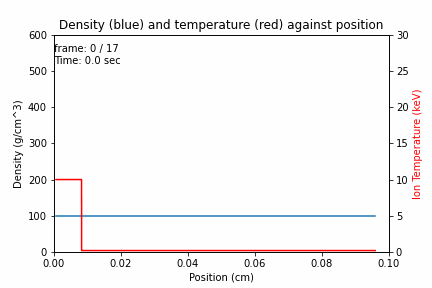 Density (blue) and temperature (red) against position
frame: 0 / 17
Time: 0.0 sec
600
500
400
300
200
100
0
Density (g/cm^3)
30
25
20
15
10
5
0
Ion Temperature (keV)
0.00 0.02 0.04 0.06 0.08 0.10
Position (cm)